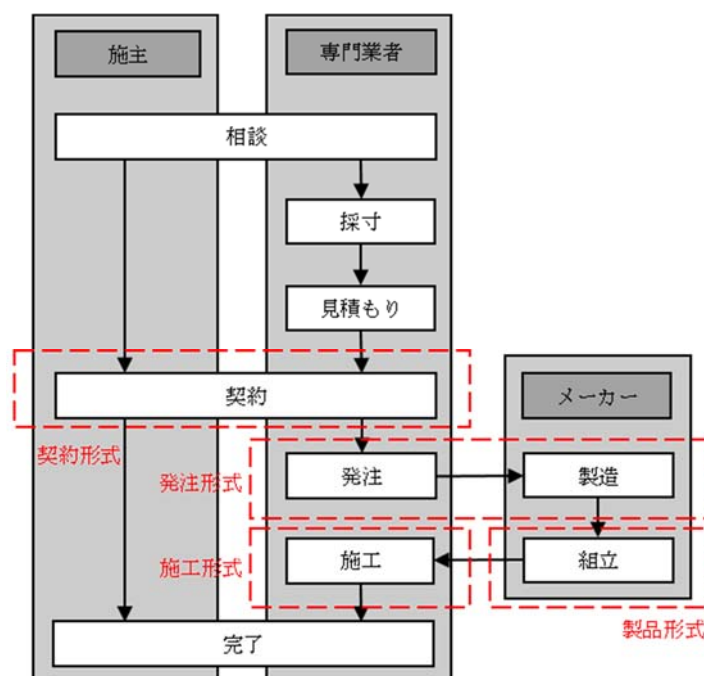 施主
専門業者
相談
採寸
見積もり
契約
メーカー
契約形式
発注形式
発注
製造
施工形式
施工
組立
製品形式
完了